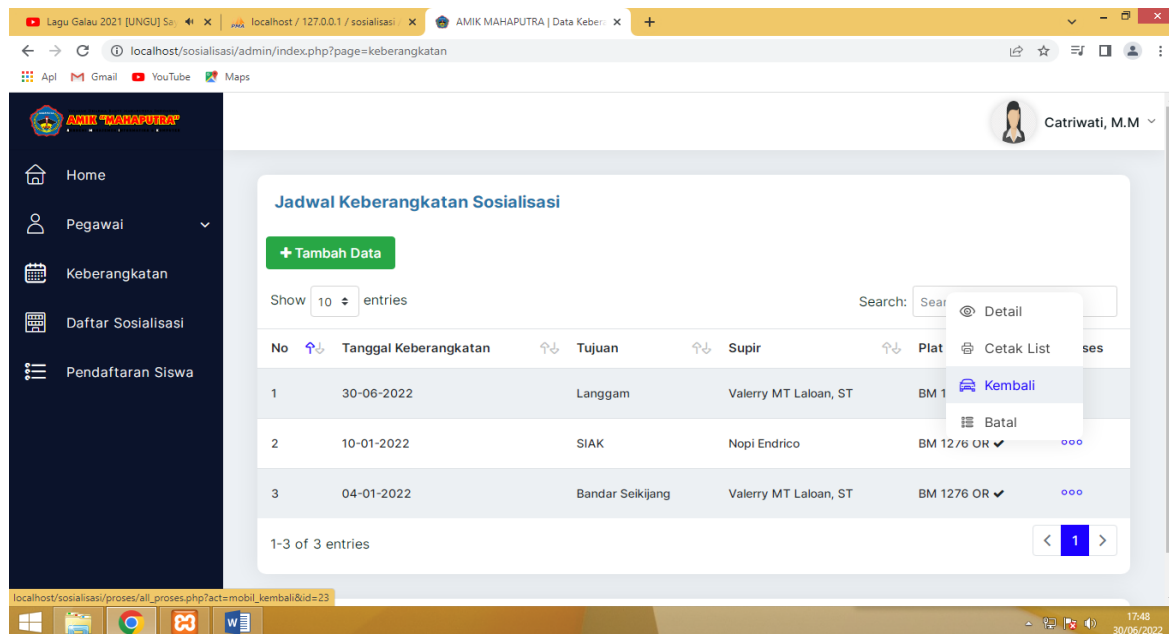 Lagu Galau 2021 [UNGU] Se
localhost / 127.0.0.1 / sosialisasi /
AMIK MAHAPUTRA | Data Keber
localhost/sosialisasi/admin/index.php?page=keberangkatan
Apl Gmail YouTube Maps
AMIK "MAHAPUTRA"
Catriwati, M.M
Home
Pegawai
Keberangkatan
Daftar Sosialisasi
Pendaftaran Siswa
Jadwal Keberangkatan Sosialisasi
+ Tambah Data
Show 10 entries
Search: Sear
No Tanggal Keberangkatan Tujuan Supir Plat ses
1 30-06-2022 Langgam Valerry MT Laloan, ST BM 1
2 10-01-2022 SIAK Nopi Endrico BM 1276 OR ✔
3 04-01-2022 Bandar Seikijang Valerry MT Laloan, ST BM 1276 OR ✔
Detail
Cetak List
Kembali
Batal
1-3 of 3 entries
< 1 >
localhost/sosialisasi/proses/all_proses.php?act=mobil_kembali&id=23
17:48
30/06/2022